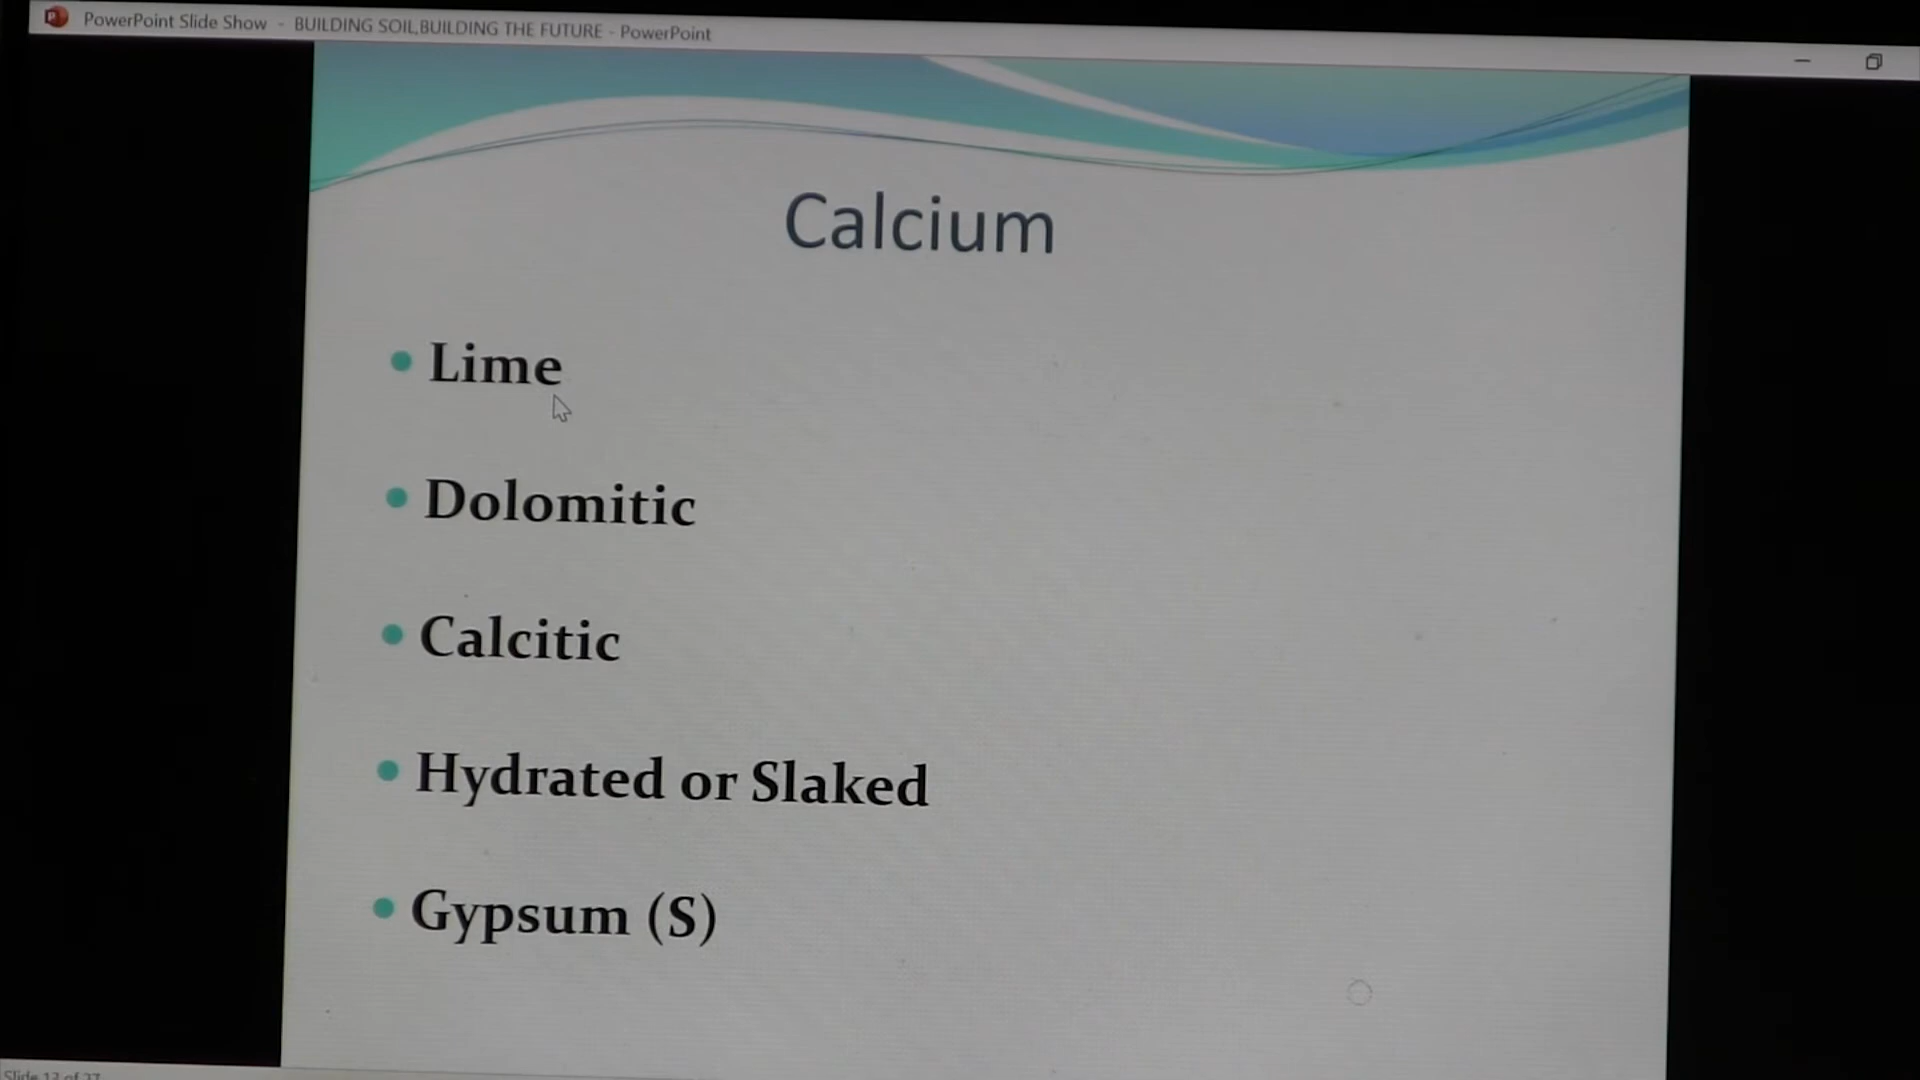 PowerPoint Slide Show - BUILDING SOIL,BUILDING THE FUTURE - PowerPoint
Calcium
• Lime
• Dolomitic
• Calcitic
• Hydrated or Slaked
• Gypsum (S)